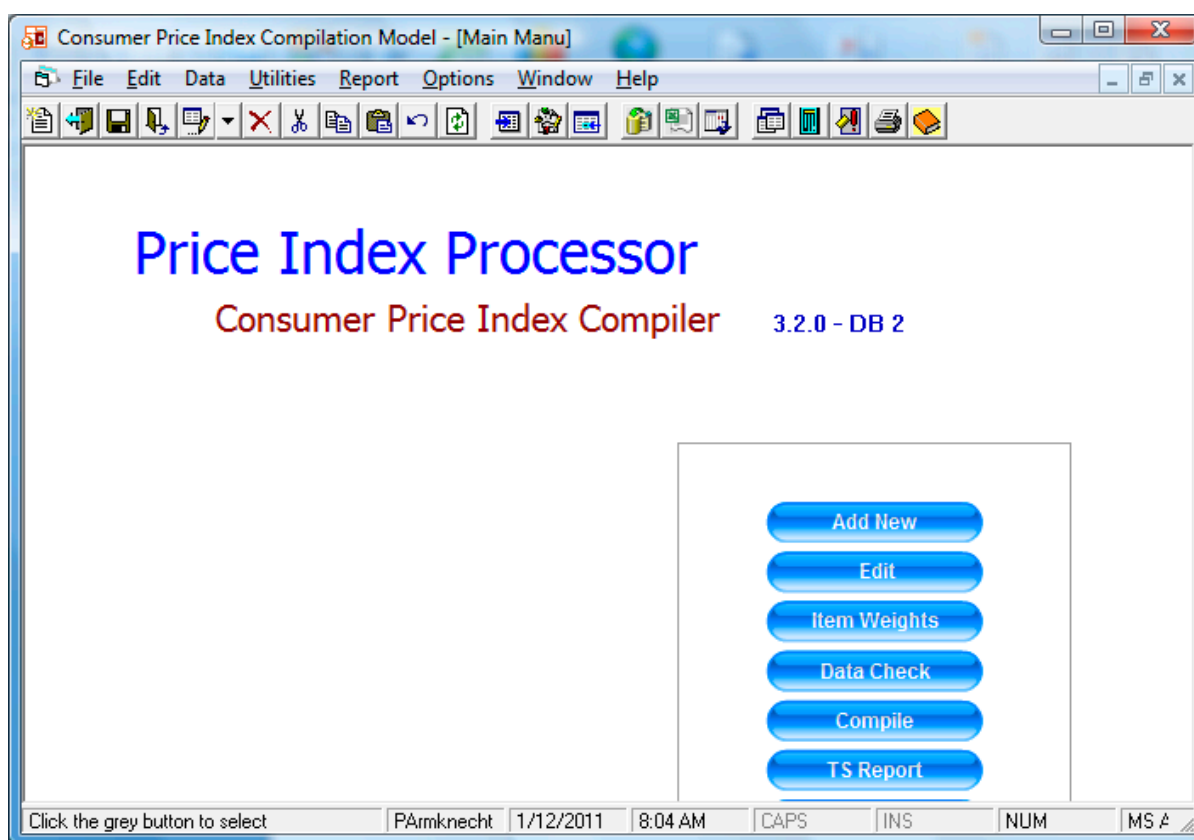 Consumer Price Index Compilation Model - [Main Manu]
File Edit Data Utilities Report Options Window Help
Price Index Processor
Consumer Price Index Compiler 3.2.0 - DB 2
Add New
Edit
Item Weights
Data Check
Compile
TS Report
Click the grey button to select PArmknecht 1/12/2011 8:04 AM CAPS INS NUM MS A